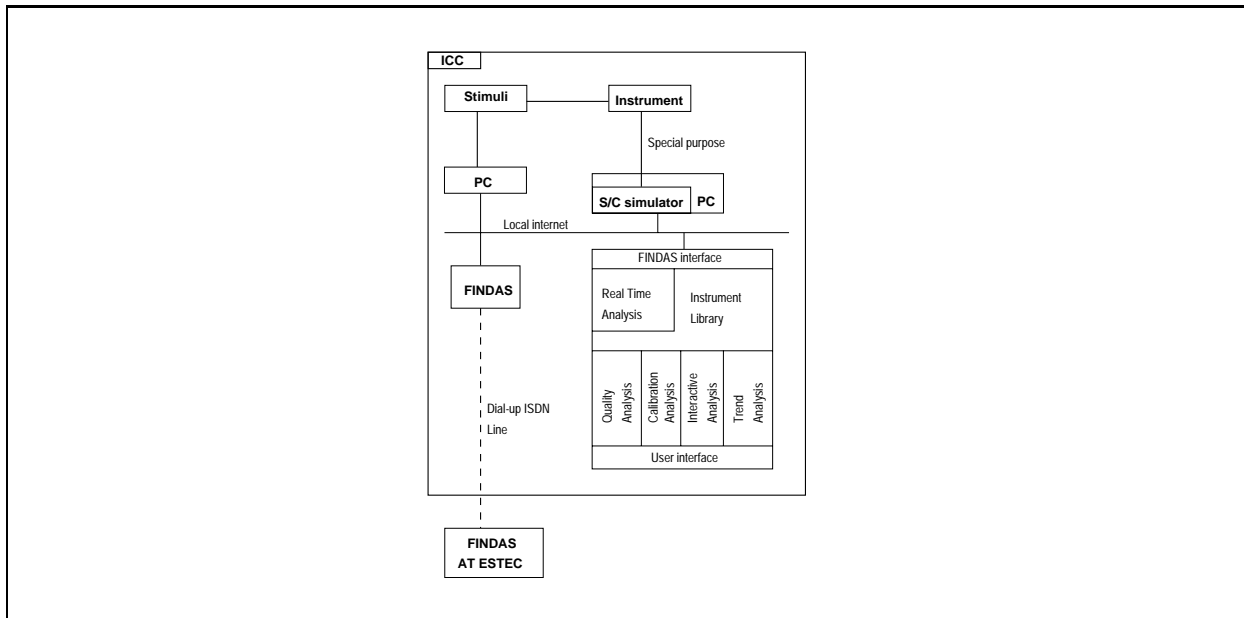 ICC
Stimuli
Instrument
Special purpose
PC
S/C simulator
PC
Local internet
FINDAS interface
FINDAS
Real Time
Analysis
Instrument
Library
Quality
Analysis
Calibration
Analysis
Interactive
Analysis
Trend
Analysis
Dial-up ISDN
Line
User interface
FINDAS
AT ESTEC